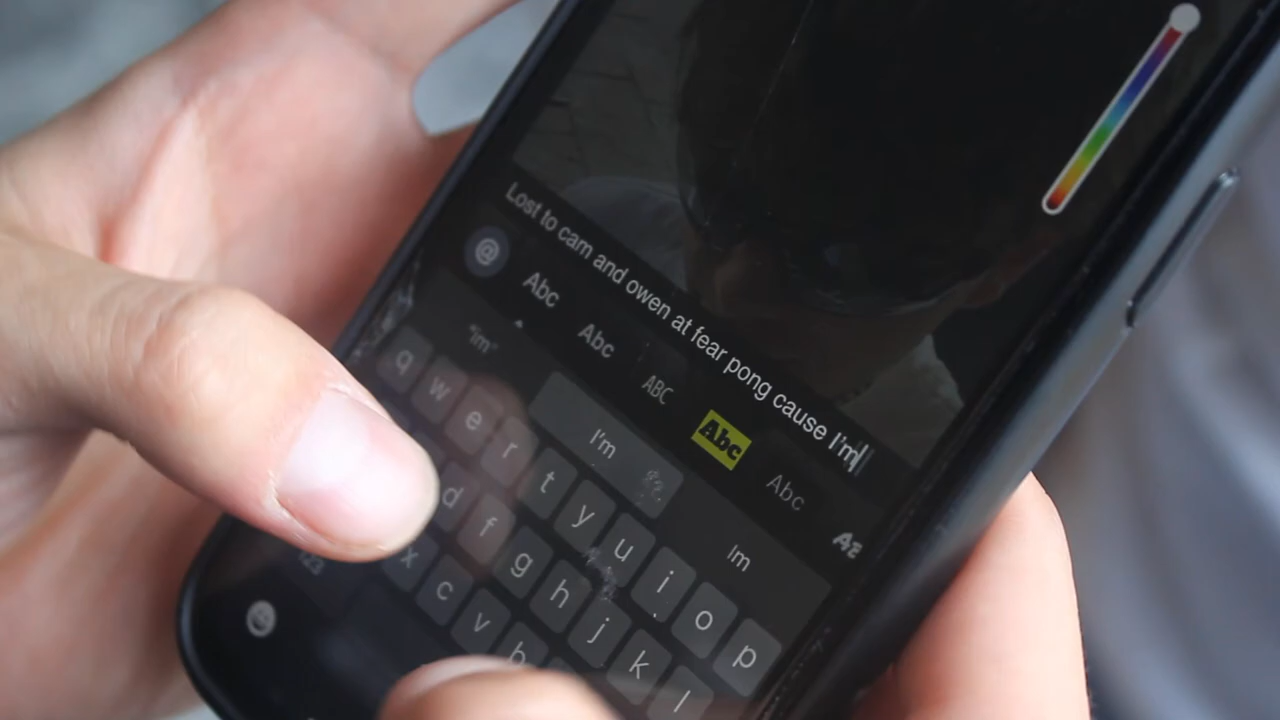 Lost to cam and owen at fear pong cause I'm
@
Abc
Abc
ABC
Abc
Abc
"im"
I'm
Im
q w e r t y u i o p
d f g h j k l
x c v b